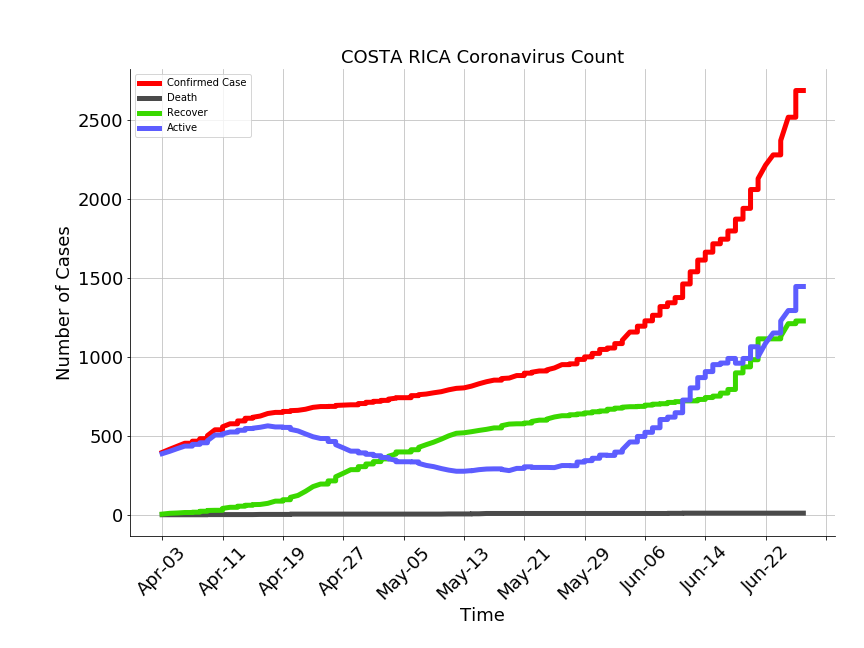 COSTA RICA Coronavirus Count
Confirmed Case
Death
Recover
Active
Number of Cases
2500
2000
1500
1000
500
0
Apr-03
Apr-11
Apr-19
Apr-27
May-05
May-13
May-21
May-29
Jun-06
Jun-14
Jun-22
Time